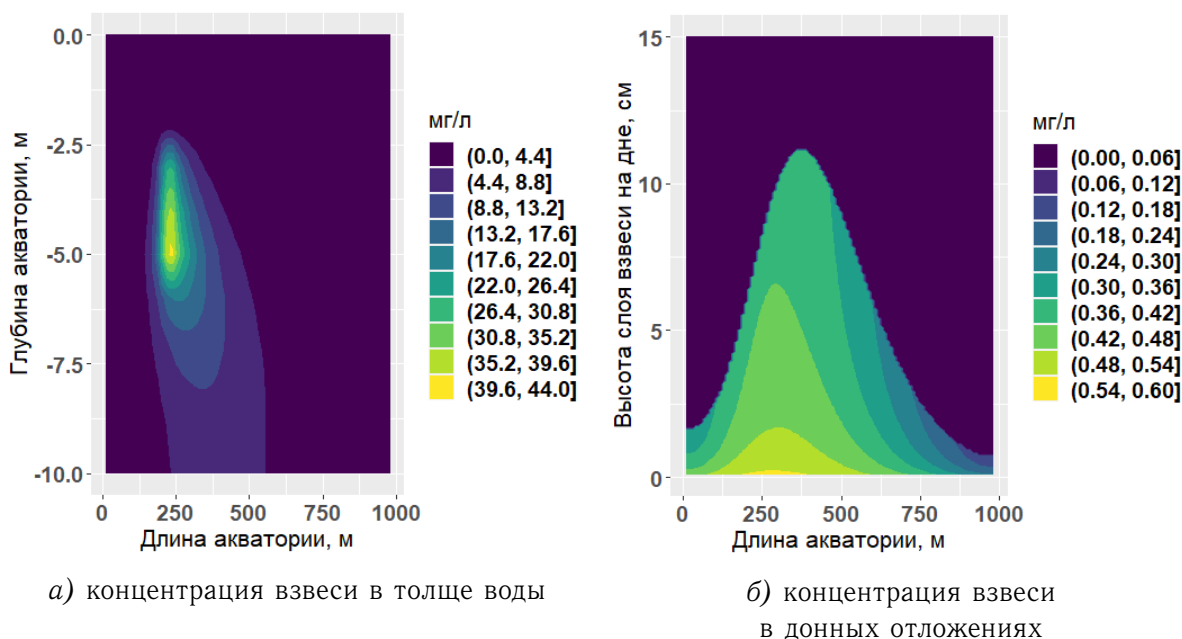 Глубина акватории, м
0.0
-2.5
-5.0
-7.5
-10.0
0 250 500 750 1000
Длина акватории, м
мг/л
(0.0, 4.4]
(4.4, 8.8]
(8.8, 13.2]
(13.2, 17.6]
(17.6, 22.0]
(22.0, 26.4]
(26.4, 30.8]
(30.8, 35.2]
(35.2, 39.6]
(39.6, 44.0]
а) концентрация взвеси в толще воды
Высота слоя взвеси на дне, см
15
10
5
0
0 250 500 750 1000
Длина акватории, м
мг/л
(0.00, 0.06]
(0.06, 0.12]
(0.12, 0.18]
(0.18, 0.24]
(0.24, 0.30]
(0.30, 0.36]
(0.36, 0.42]
(0.42, 0.48]
(0.48, 0.54]
(0.54, 0.60]
б) концентрация взвеси
в донных отложениях